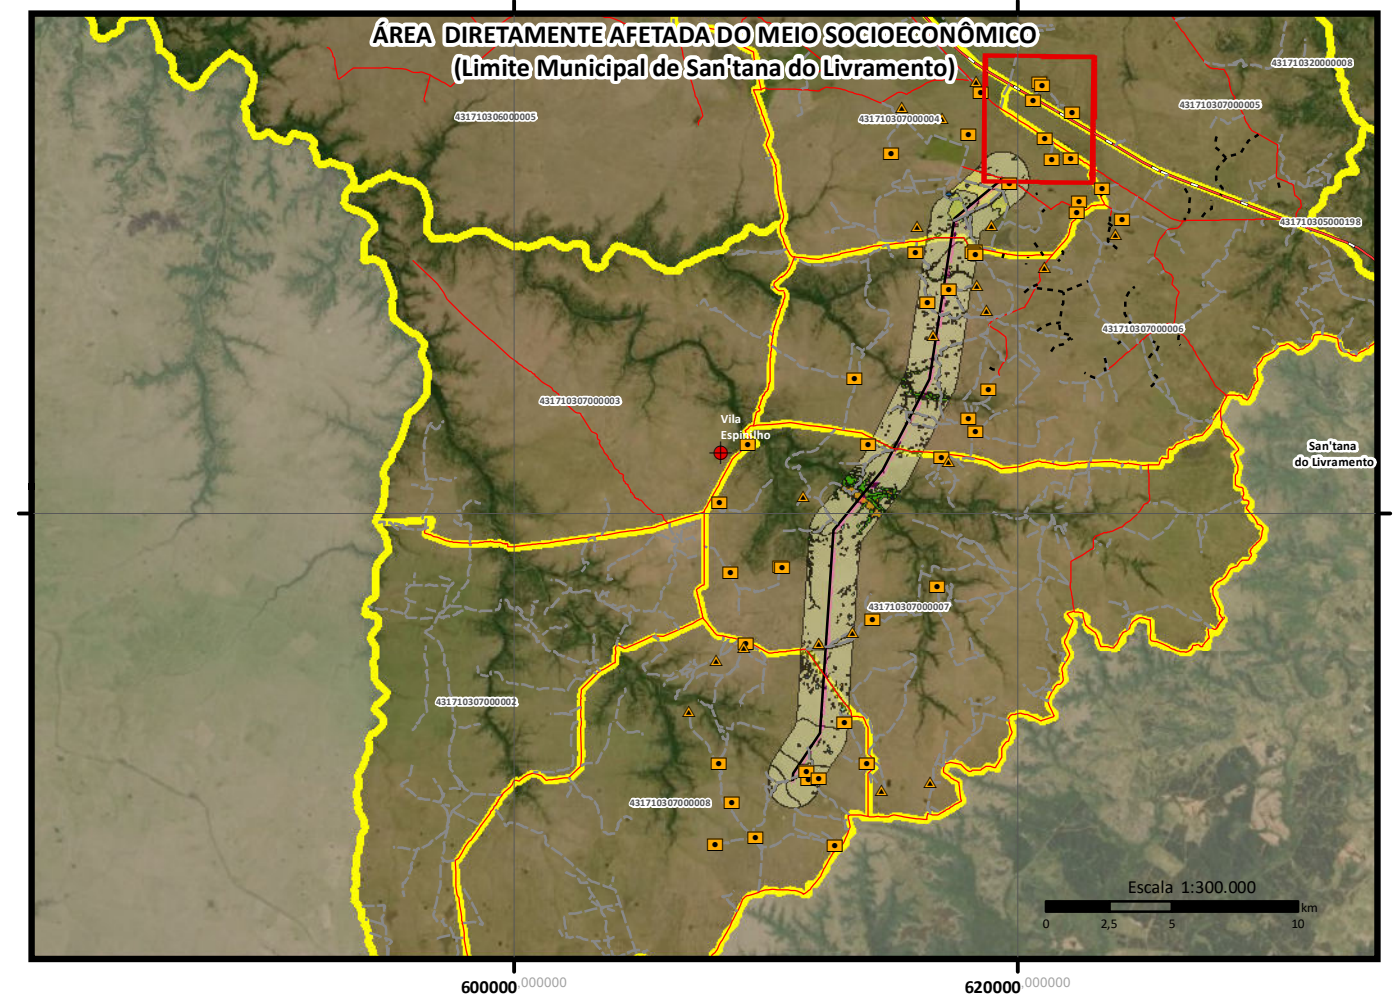 ÁREA DIRETAMENTE AFETADA DO MEIO SOCIOECONÔMICO
(Limite Municipal de San'tana do Livramento)
431710320000008
431710307000005
431710306000005
431710307000004
431710305000198
431710307000006
431710307000003
Vila
Espinilho
San'tana
do Livramento
431710307000007
431710307000002
431710307000008
Escala 1:300.000
km
0 2,5 5 10
600000,000000 620000,000000